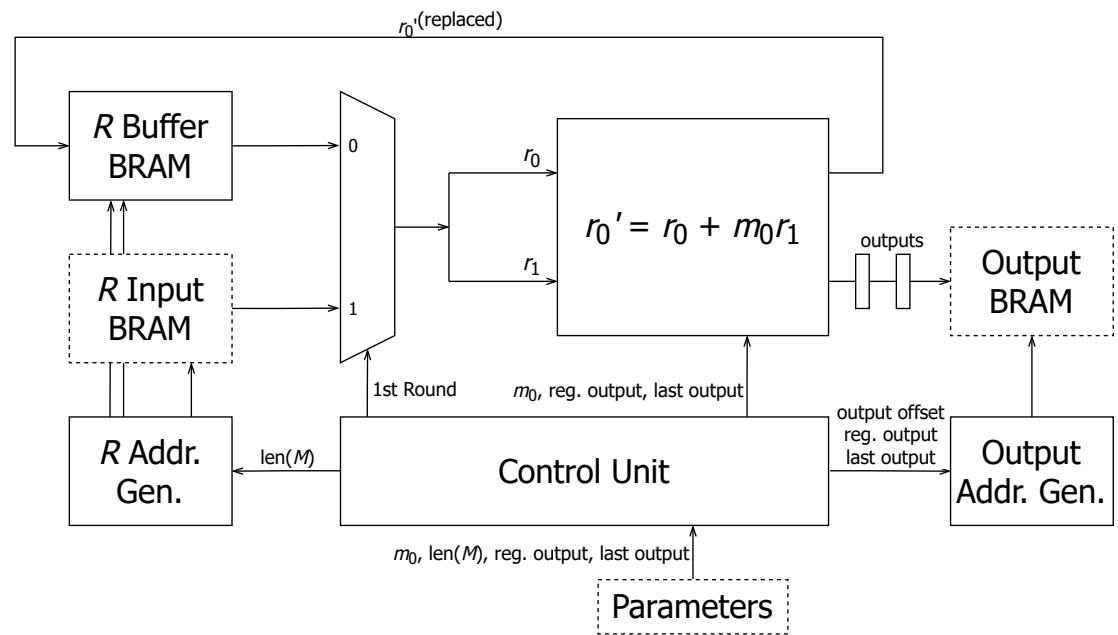 r₀'(replaced)
R Buffer
BRAM
0
r₀
r₀' = r₀ + m₀r₁
outputs
R Input
BRAM
1
r₁
Output
BRAM
1st Round
m₀, reg. output, last output
output offset
reg. output
last output
R Addr.
Gen.
len(M)
Control Unit
Output
Addr. Gen.
m₀, len(M), reg. output, last output
Parameters